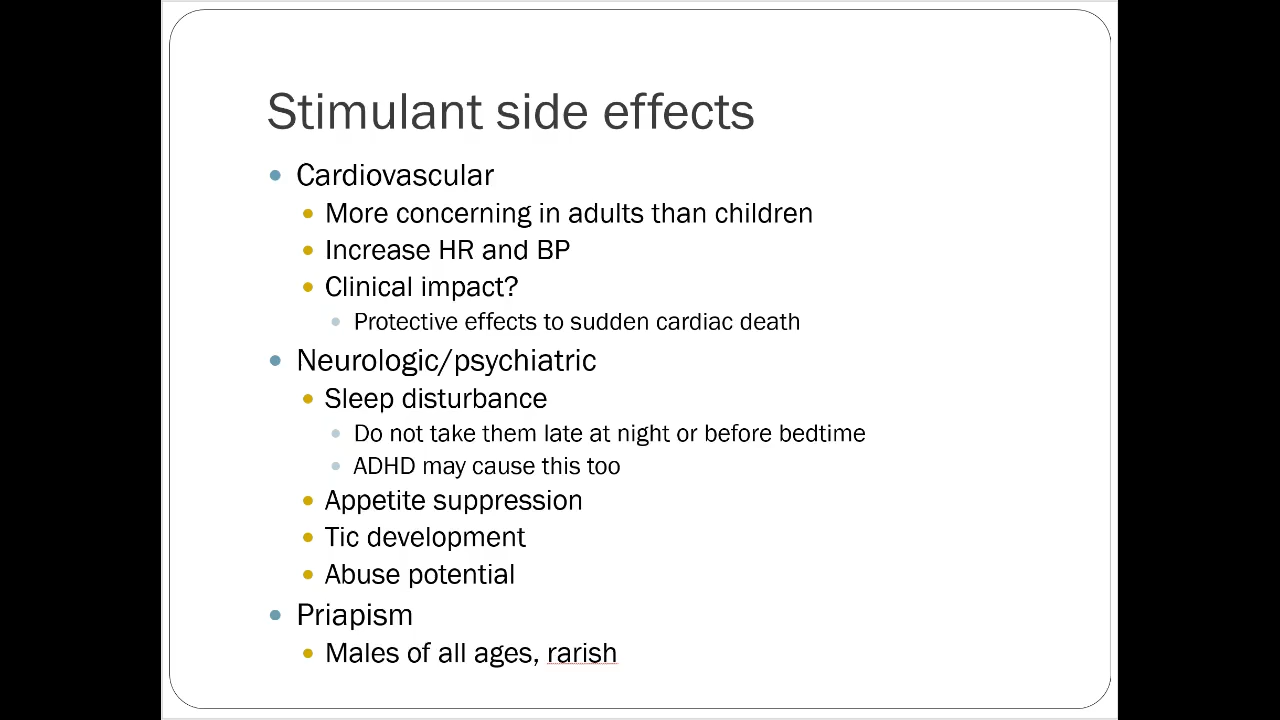 Stimulant side effects
• Cardiovascular
• More concerning in adults than children
• Increase HR and BP
• Clinical impact?
• Protective effects to sudden cardiac death
• Neurologic/psychiatric
• Sleep disturbance
• Do not take them late at night or before bedtime
• ADHD may cause this too
• Appetite suppression
• Tic development
• Abuse potential
• Priapism
• Males of all ages, rarish